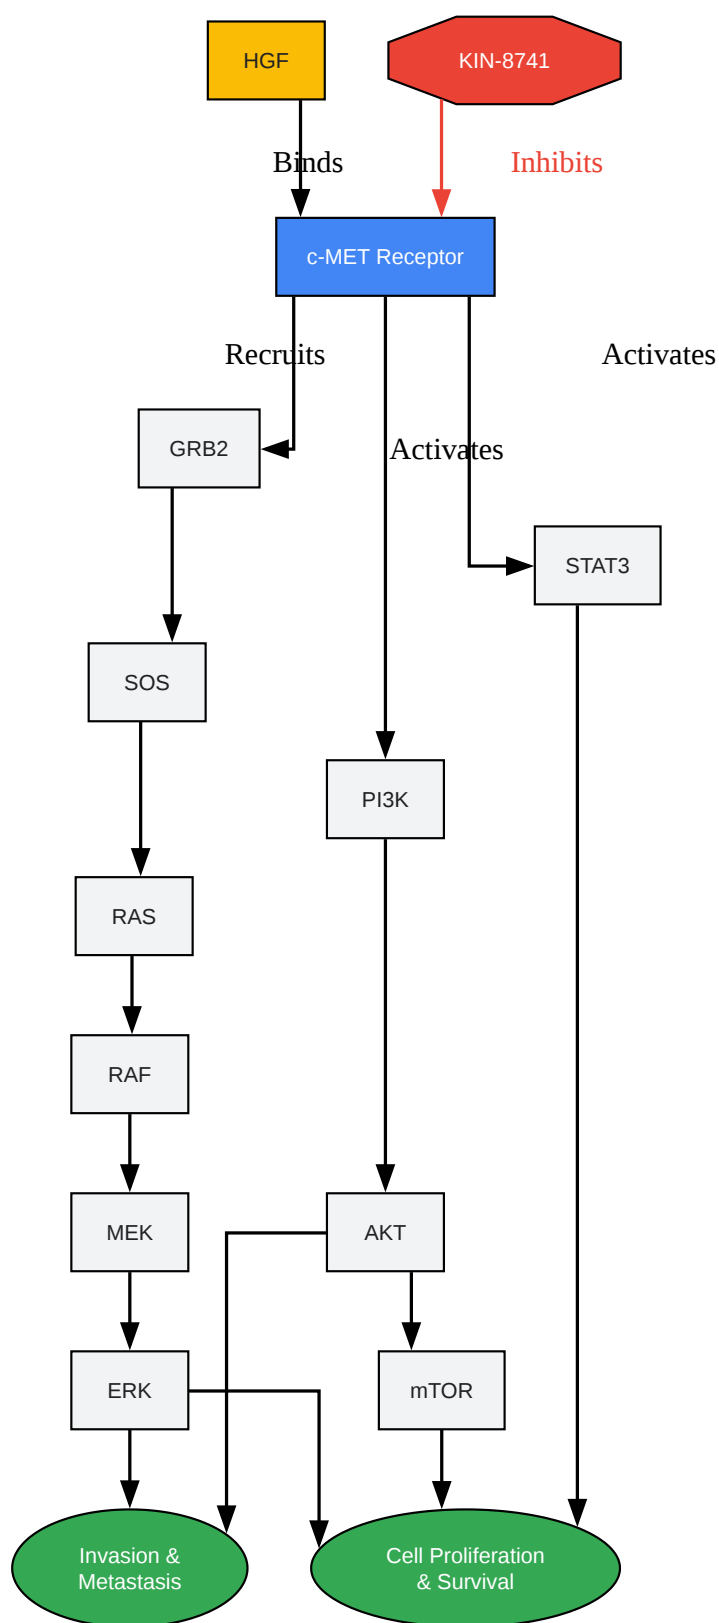 HGF
KIN-8741
Binds
Inhibits
c-MET Receptor
Recruits
Activates
GRB2
Activates
STAT3
SOS
PI3K
RAS
RAF
MEK
AKT
ERK
mTOR
Invasion &
Metastasis
Cell Proliferation
& Survival